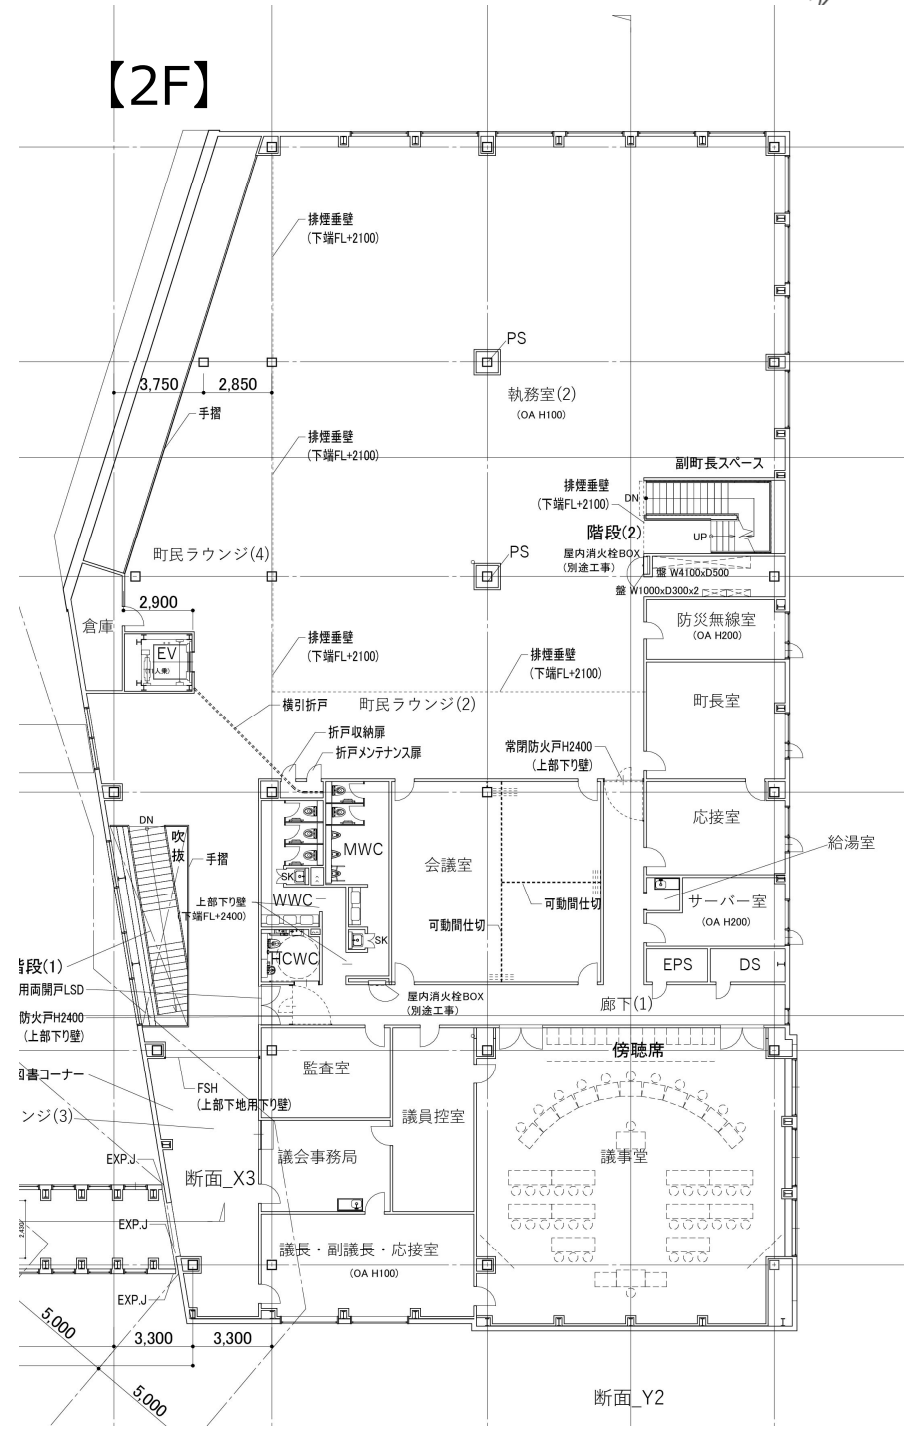 【2F】
排煙垂壁
(下端FL+2100)
PS
3,750
2,850
執務室(2)
(OA H100)
手摺
排煙垂壁
(下端FL+2100)
副町長スペース
排煙垂壁
(下端FL+2100)
DN
階段(2)
UP
町民ラウンジ(4)
PS
屋内消火栓BOX
(別途工事)
盤 W4100xD500
盤 W1000xD300x2
2,900
倉庫
防災無線室
(OA H200)
EV
人乗)
排煙垂壁
(下端FL+2100)
排煙垂壁
(下端FL+2100)
横引折戸
町民ラウンジ(2)
町長室
折戸収納扉
折戸メンテナンス扉
常閉防火戸H2400
(上部下り壁)
DN
吹
抜
手摺
MWC
会議室
応接室
給湯室
SK
上部下り壁
(下端FL+2400)
WWC
可動間仕切
可動間仕切
サーバー室
(OA H200)
SK
HCWC
EPS
DS
階段(1)
用両開戸LSD
防火戸H2400
(上部下り壁)
屋内消火栓BOX
(別途工事)
廊下(1)
傍聴席
図書コーナー
FSH
(上部下地用下り壁)
監査室
ンジ(3)
議員控室
EXP.J
議会事務局
議事堂
断面_X3
EXP.J
2,430
議長・副議長・応接室
(OA H100)
EXP.J
5,000
3,300
3,300
5,000
断面_Y2